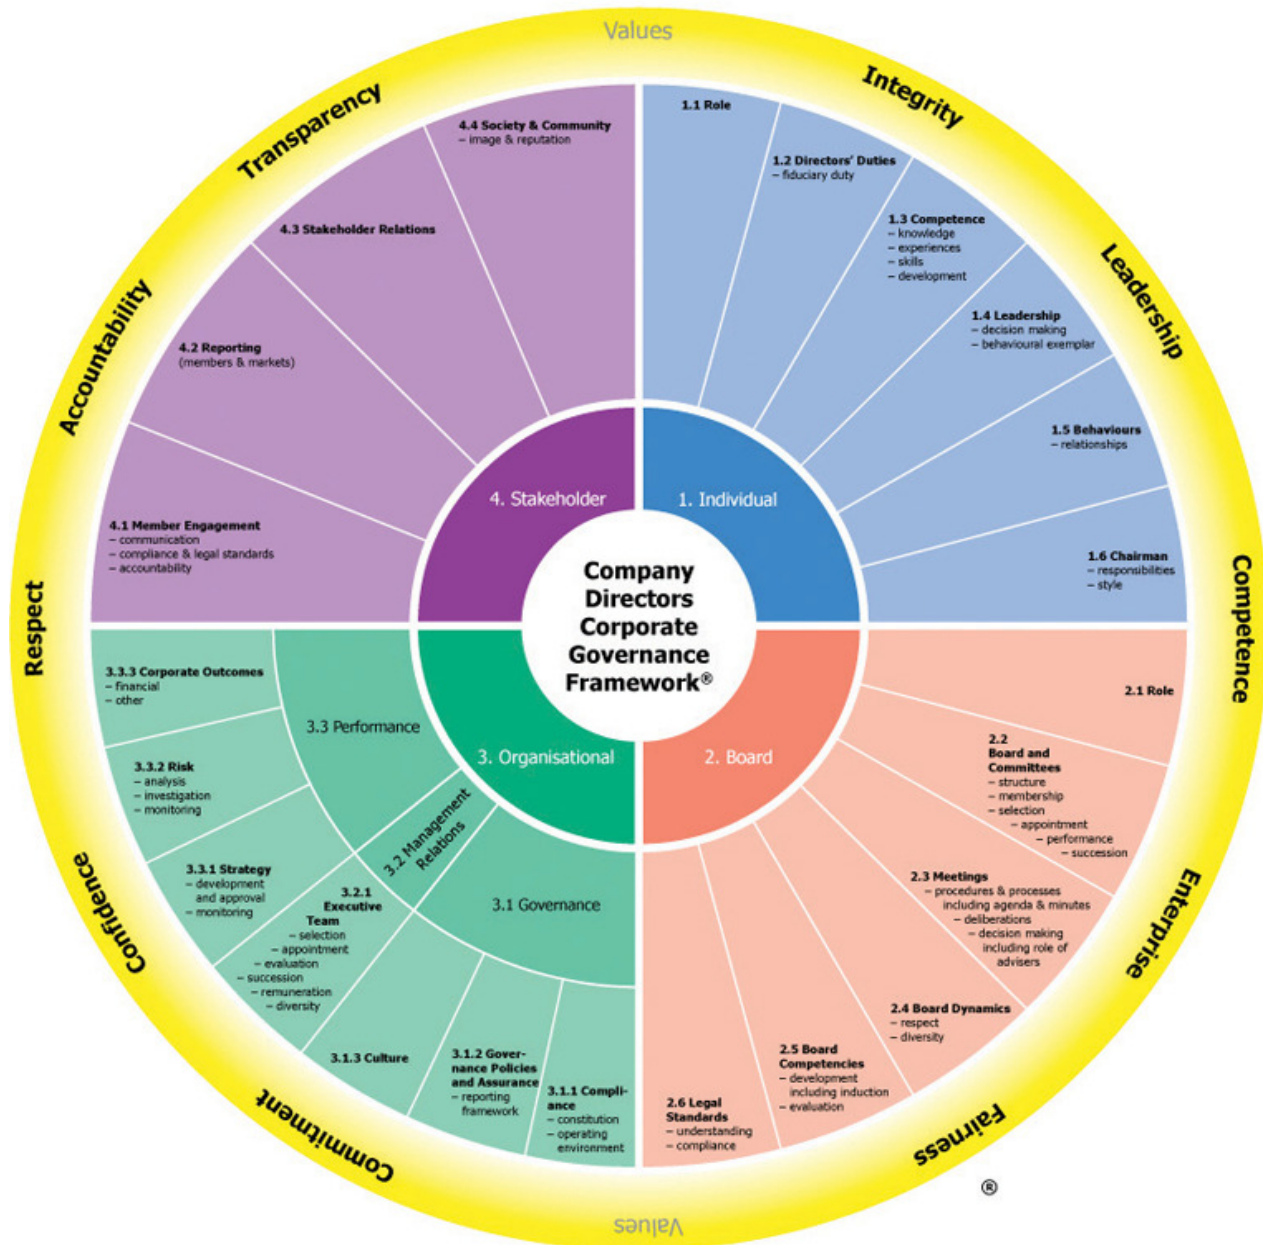 Values
Integrity
Leadership
Competence
Enterprise
Fairness
Values
Commitment
Confidence
Respect
Accountability
Transparency
Company
Directors
Corporate
Governance
Framework®
1. Individual
1.1 Role
1.2 Directors' Duties
– fiduciary duty
1.3 Competence
– knowledge
– experiences
– skills
– development
1.4 Leadership
– decision making
– behavioural exemplar
1.5 Behaviours
– relationships
1.6 Chairman
– responsibilities
– style
2. Board
2.1 Role
2.2
Board and
Committees
– structure
– membership
– selection
– appointment
– performance
– succession
2.3 Meetings
– procedures & processes
including agenda & minutes
– deliberations
– decision making
including role of
advisers
2.4 Board Dynamics
– respect
– diversity
2.5 Board
Competencies
– development
including induction
– evaluation
2.6 Legal
Standards
– understanding
– compliance
3. Organisational
3.1 Governance
3.1.1 Compli-
ance
– constitution
– operating
environment
3.1.2 Gover-
nance Policies
and Assurance
– reporting
framework
3.1.3 Culture
3.2 Management
Relations
3.2.1
Executive
Team
– selection
– appointment
– evaluation
– succession
– remuneration
– diversity
3.3 Performance
3.3.1 Strategy
– development
and approval
– monitoring
3.3.2 Risk
– analysis
– investigation
– monitoring
3.3.3 Corporate Outcomes
– financial
– other
4. Stakeholder
4.1 Member Engagement
– communication
– compliance & legal standards
– accountability
4.2 Reporting
(members & markets)
4.3 Stakeholder Relations
4.4 Society & Community
– image & reputation
®